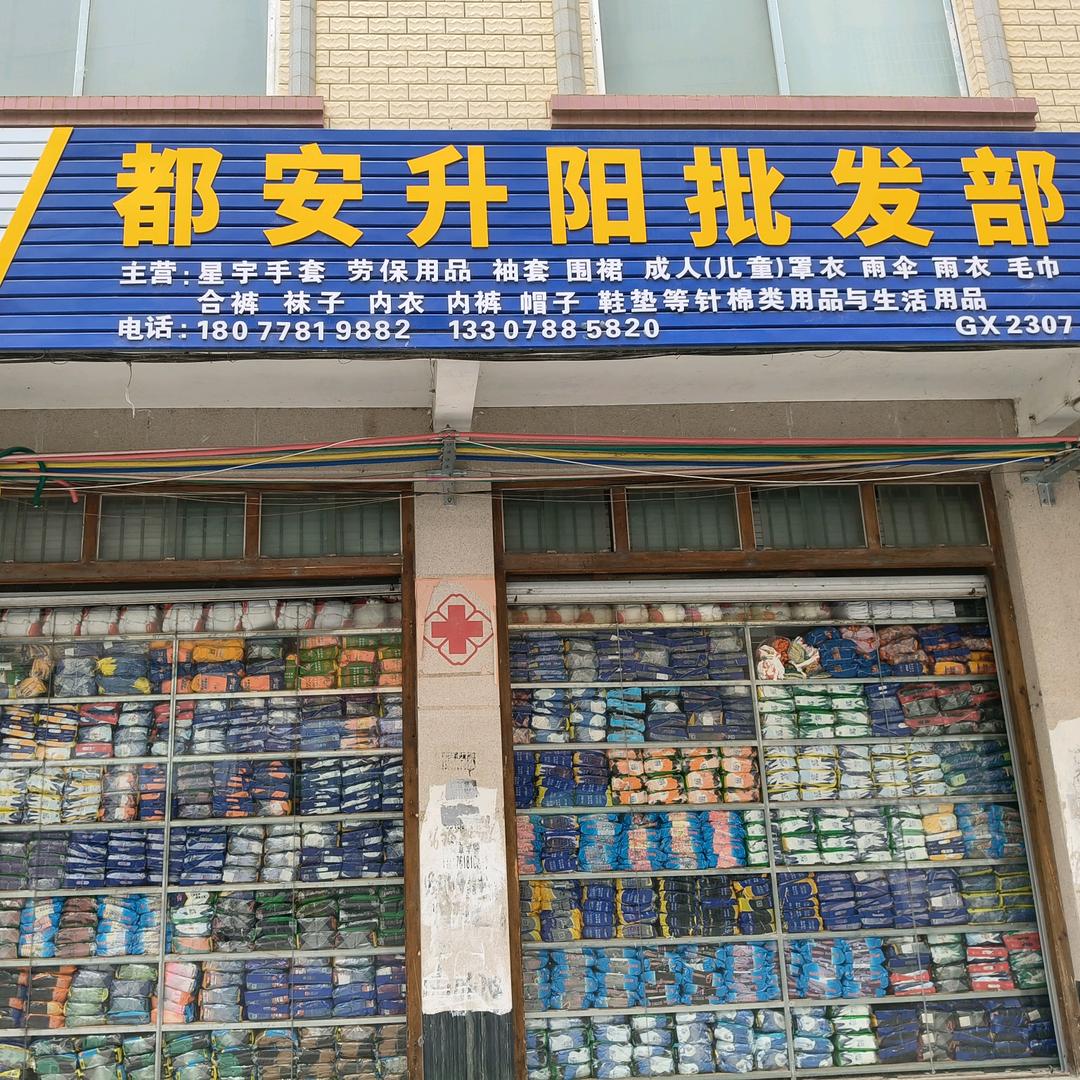 都安升阳批发部
主营:星宇手套 劳保用品 袖套 围裙 成人(儿童)罩衣 雨伞 雨衣 毛巾
合裤 袜子 内衣 内裤 帽子 鞋垫等针棉类用品与生活用品
电话:180 7781 9882 133 0788 5820 GX2307